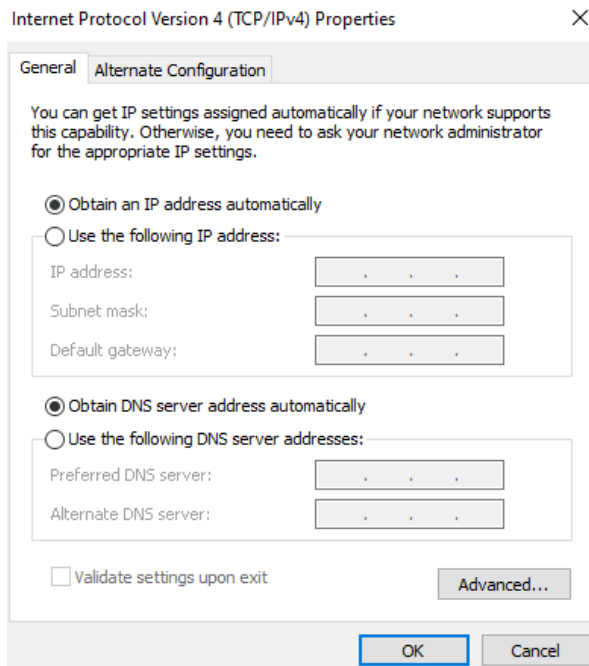 Internet Protocol Version 4 (TCP/IPv4) Properties
General
Alternate Configuration
You can get IP settings assigned automatically if your network supports
this capability. Otherwise, you need to ask your network administrator
for the appropriate IP settings.
Obtain an IP address automatically
Use the following IP address:
IP address:
Subnet mask:
Default gateway:
Obtain DNS server address automatically
Use the following DNS server addresses:
Preferred DNS server:
Alternate DNS server:
Validate settings upon exit
Advanced...
OK
Cancel